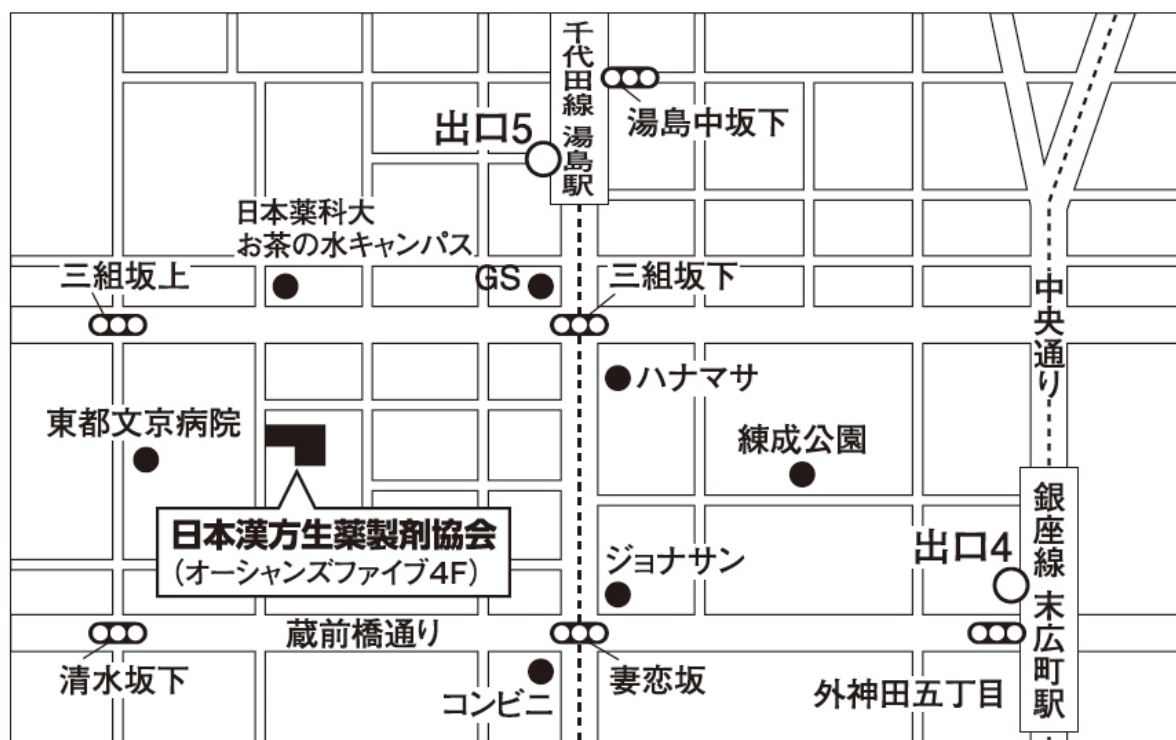 千代田線 湯島駅
湯島中坂下
出口5
日本薬科大
お茶の水キャンパス
三組坂上
GS
三組坂下
中央通り
ハナマサ
東都文京病院
練成公園
日本漢方生薬製剤協会
(オーシャンズファイブ4F)
ジョナサン
出口4
銀座線 末広町駅
蔵前橋通り
清水坂下
コンビニ
妻恋坂
外神田五丁目